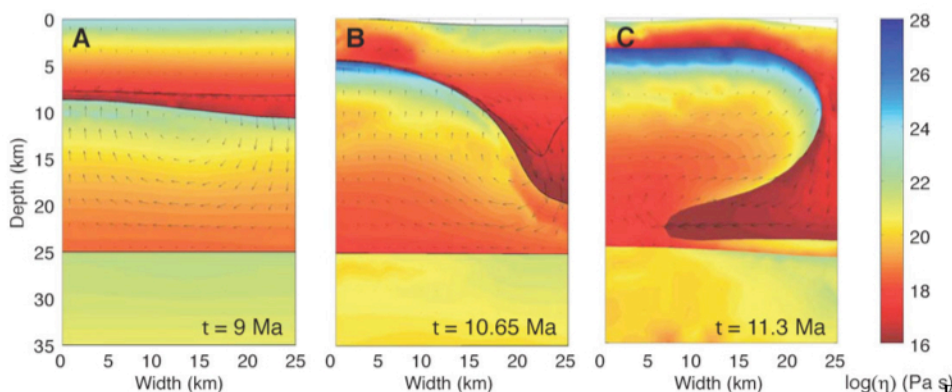 A
B
C
0
5
10
15
20
25
30
35
Depth (km)
t = 9 Ma
t = 10.65 Ma
t = 11.3 Ma
0 5 10 15 20 25
0 5 10 15 20 25
0 5 10 15 20 25
Width (km)
Width (km)
Width (km)
28
26
24
22
20
18
16
log(η) (Pa s)